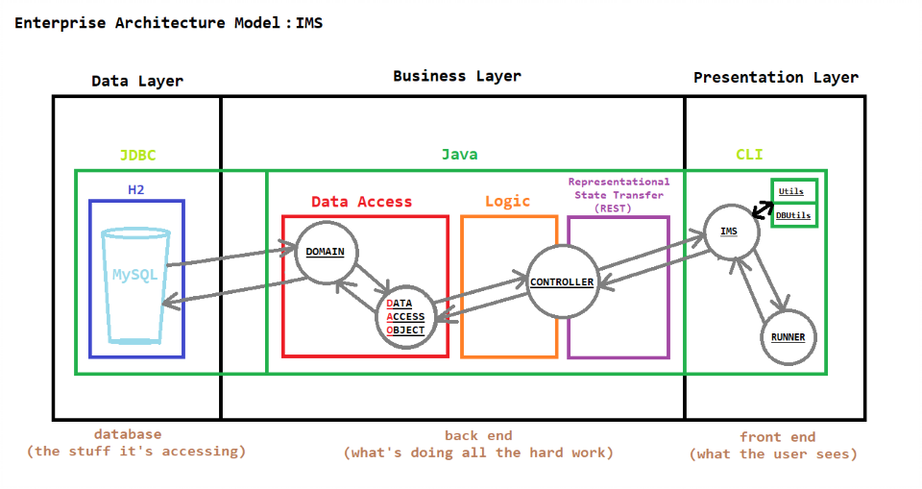 Enterprise Architecture Model : IMS
Data Layer
Business Layer
Presentation Layer
JDBC
Java
CLI
H2
Data Access
Logic
Representational
State Transfer
(REST)
Utils
DBUtils
MySQL
DOMAIN
IMS
CONTROLLER
DATA
ACCESS
OBJECT
RUNNER
database
(the stuff it's accessing)
back end
(what's doing all the hard work)
front end
(what the user sees)